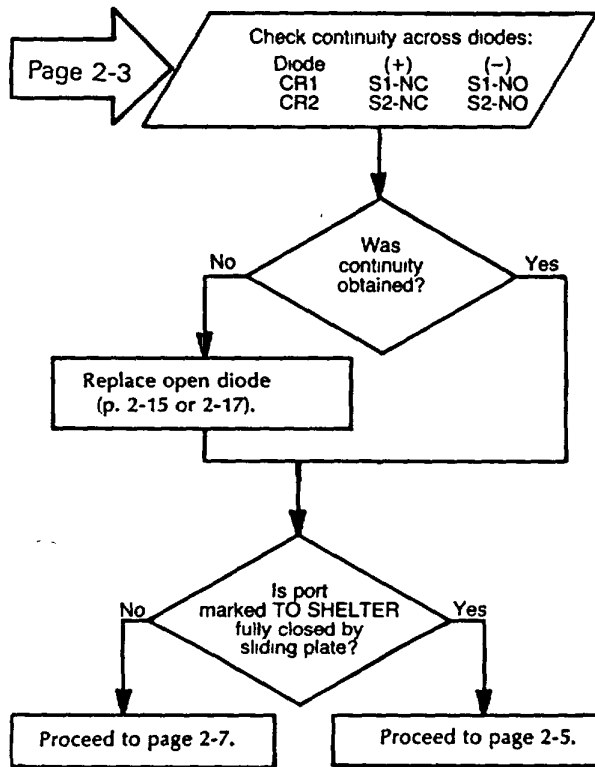 Page 2-3
Check continuity across diodes:
Diode (+) (−)
CR1 S1-NC S1-NO
CR2 S2-NC S2-NO
Was
continuity
obtained?
No
Yes
Replace open diode
(p. 2-15 or 2-17).
Is port
marked TO SHELTER
fully closed by
sliding plate?
No
Yes
Proceed to page 2-7.
Proceed to page 2-5.